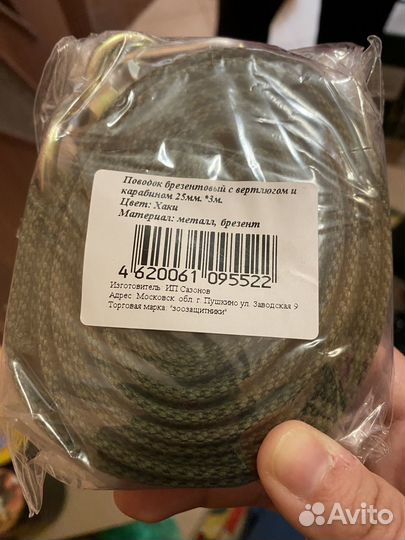 Поводок брезентовый с вертлюгом и
карабином 25мм. *3м.
Цвет: Хаки
Материал: металл, брезент
4 620061 095522
Изготовитель ИП Сазонов
Адрес: Московск. обл, г. Пушкино ул. Заводская 9
Торговая марка: "зоозащитники"
Avito